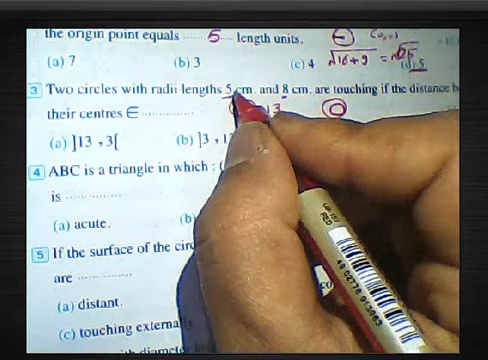 the origin point equals 5 length units.
(a) 7 (b) 3 (c) 4 (d) 5
√16+9 = √25
3 Two circles with radii lengths 5 cm. and 8 cm. are touching if the distance
their centres ∈
(a) ]13 , 3[ (b) ]3 ,
4 ABC is a triangle in which :
is
(a) acute. (b)
5 If the surface of the
are
(a) distant.
(c) touching externally